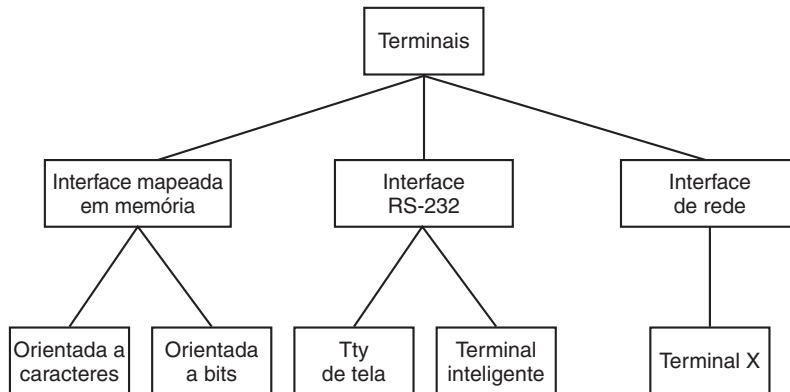 Terminais
Interface mapeada
em memória
Interface
RS-232
Interface
de rede
Orientada a
caracteres
Orientada
a bits
Tty
de tela
Terminal
inteligente
Terminal X